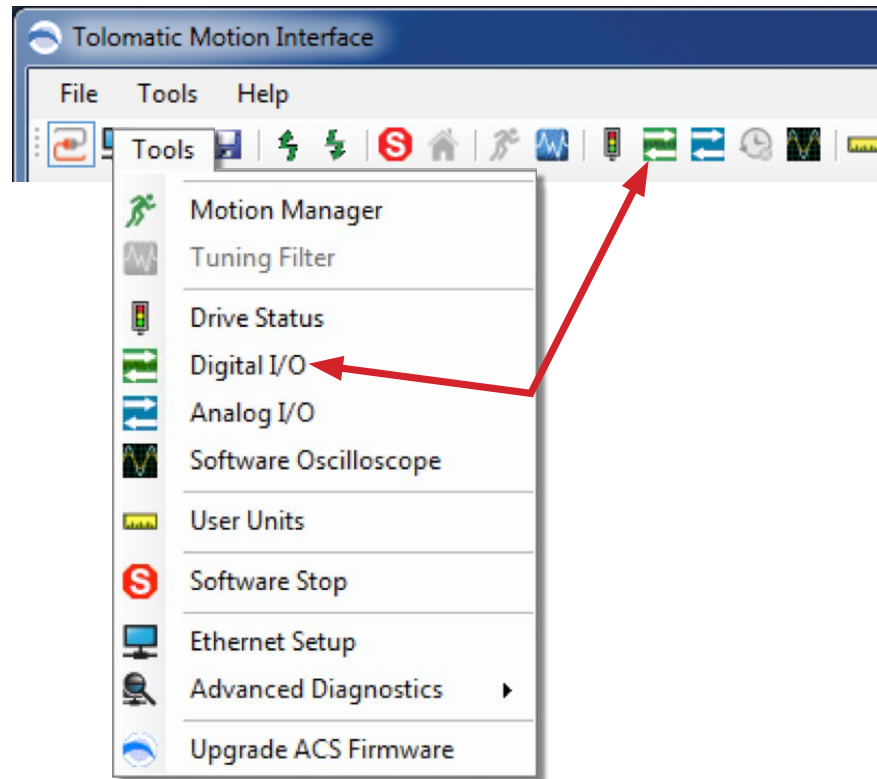 Tolomatic Motion Interface
File Tools Help
Tools
Motion Manager
Tuning Filter
Drive Status
Digital I/O
Analog I/O
Software Oscilloscope
User Units
Software Stop
Ethernet Setup
Advanced Diagnostics
Upgrade ACS Firmware